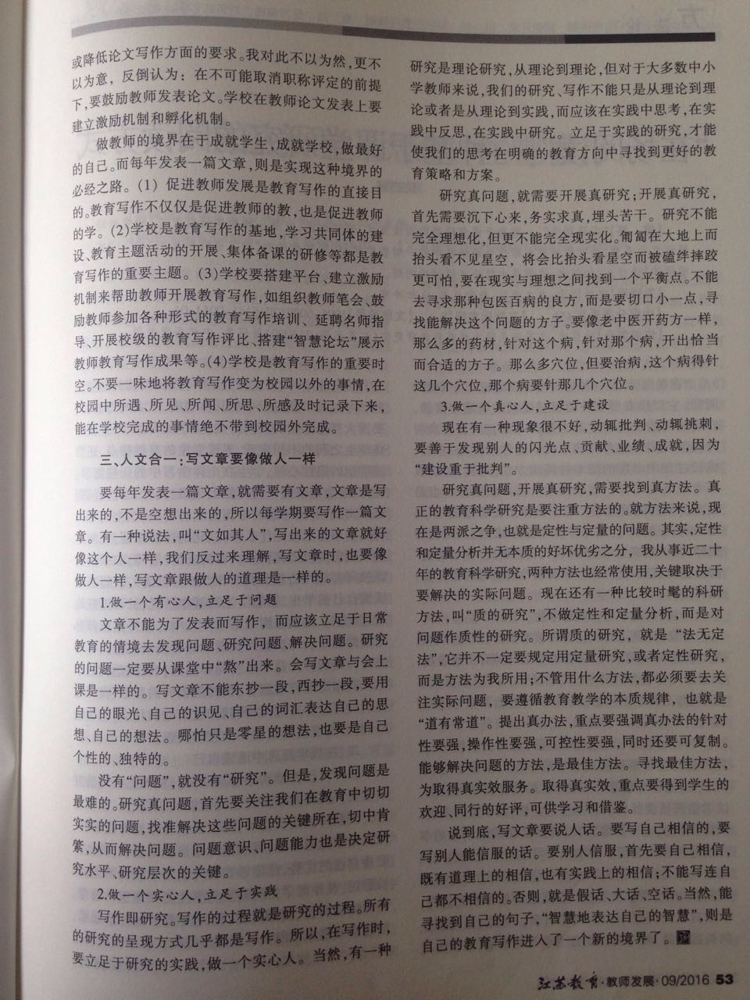 或降低论文写作方面的要求。我对此不以为然,更不
以为意，反倒认为：在不可能取消职称评定的前提
下,要鼓励教师发表论文。学校在教师论文发表上要
建立激励机制和孵化机制。
做教师的境界在于成就学生,成就学校,做最好
的自己。而每年发表一篇文章,则是实现这种境界的
必经之路。(1) 促进教师发展是教育写作的直接目
的。教育写作不仅仅是促进教师的教,也是促进教师
的学。(2)学校是教育写作的基地,学习共同体的建
设、教育主题活动的开展、集体备课的研修等都是教
育写作的重要主题。(3)学校要搭建平台、建立激励
机制来帮助教师开展教育写作,如组织教师笔会、鼓
励教师参加各种形式的教育写作培训、延聘名师指
导、开展校级的教育写作评比、搭建“智慧论坛”展示
教师教育写作成果等。(4)学校是教育写作的重要时
空。不要一味地将教育写作变为校园以外的事情,在
校园中所遇、所见、所闻、所思、所感及时记录下来,
能在学校完成的事情绝不带到校园外完成。
三、人文合一:写文章要像做人一样
要每年发表一篇文章,就需要有文章,文章是写
出来的,不是空想出来的,所以每学期要写作一篇文
章。有一种说法,叫“文如其人”,写出来的文章就好
像这个人一样,我们反过来理解,写文章时,也要像
做人一样,写文章跟做人的道理是一样的。
1.做一个有心人,立足于问题
文章不能为了发表而写作，而应该立足于日常
教育的情境去发现问题、研究问题、解决问题。研究
的问题一定要从课堂中“熬”出来。会写文章与会上
课是一样的。写文章不能东抄一段,西抄一段,要用
自己的眼光、自己的识见、自己的词汇表达自己的思
想、自己的想法。哪怕只是零星的想法,也要是自己
个性的、独特的。
没有“问题”,就没有“研究”。但是,发现问题是
最难的。研究真问题,首先要关注我们在教育中切切
实实的问题,找准解决这些问题的关键所在,切中肯
綮,从而解决问题。问题意识、问题能力也是决定研
究水平、研究层次的关键。
2.做一个实心人,立足于实践
写作即研究。写作的过程就是研究的过程。所有
的研究的呈现方式几乎都是写作。所以,在写作时,
要立足于研究的实践,做一个实心人。当然,有一种
研究是理论研究,从理论到理论,但对于大多数中小
学教师来说,我们的研究、写作不能只是从理论到理
论或者是从理论到实践,而应该在实践中思考,在实
践中反思,在实践中研究。立足于实践的研究,才能
使我们的思考在明确的教育方向中寻找到更好的教
育策略和方案。
研究真问题,就需要开展真研究;开展真研究,
首先需要沉下心来,务实求真,埋头苦干。研究不能
完全理想化,但更不能完全现实化。匍匐在大地上而
抬头看不见星空，将会比抬头看星空而被磕绊摔跤
更可怕,要在现实与理想之间找到一个平衡点。不能
去寻求那种包医百病的良方,而是要切口小一点,寻
找能解决这个问题的方子。要像老中医开药方一样,
那么多的药材,针对这个病,针对那个病,开出恰当
而合适的方子。那么多穴位,但要治病,这个病得针
这几个穴位,那个病要针那几个穴位。
3.做一个真心人,立足于建设
现在有一种现象很不好,动辄批判、动辄挑刺,
要善于发现别人的闪光点、贡献、业绩、成就,因为
“建设重于批判”。
研究真问题,开展真研究,需要找到真方法。真
正的教育科学研究是要注重方法的。就方法来说,现
在是两派之争,也就是定性与定量的问题。其实,定性
和定量分析并无本质的好坏优劣之分，我从事近二十
年的教育科学研究,两种方法也经常使用,关键取决于
要解决的实际问题。现在还有一种比较时髦的科研
方法,叫“质的研究”,不做定性和定量分析,而是对
问题作质性的研究。所谓质的研究，就是“法无定
法”,它并不一定要规定用定量研究,或者定性研究,
而是方法为我所用;不管用什么方法,都必须要去关
注实际问题，要遵循教育教学的本质规律，也就是
“道有常道”。提出真办法,重点要强调真办法的针对
性要强,操作性要强,可控性要强,同时还要可复制。
能够解决问题的方法,是最佳方法。寻找最佳方法,
为取得真实效服务。取得真实效,重点要得到学生的
欢迎、同行的好评,可供学习和借鉴。
说到底,写文章要说人话。要写自己相信的,要
写别人能信服的话。要别人信服,首先要自己相信,
既有道理上的相信,也有实践上的相信;不能写连自
己都不相信的。否则,就是假话、大话、空话。当然,能
寻找到自己的句子,“智慧地表达自己的智慧”,则是
自己的教育写作进入了一个新的境界了。
江苏教育·教师发展·09/2016 53